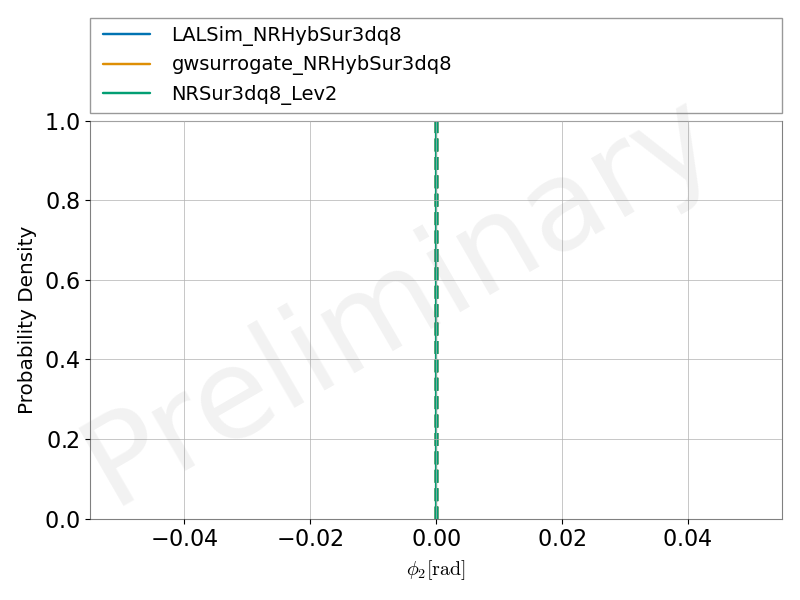 LALSim_NRHybSur3dq8
gwsurrogate_NRHybSur3dq8
NRSur3dq8_Lev2
1.0
0.8
0.6
0.4
0.2
0.0
Probability Density
Preliminary
−0.04 −0.02 0.00 0.02 0.04
ϕ₂[rad]